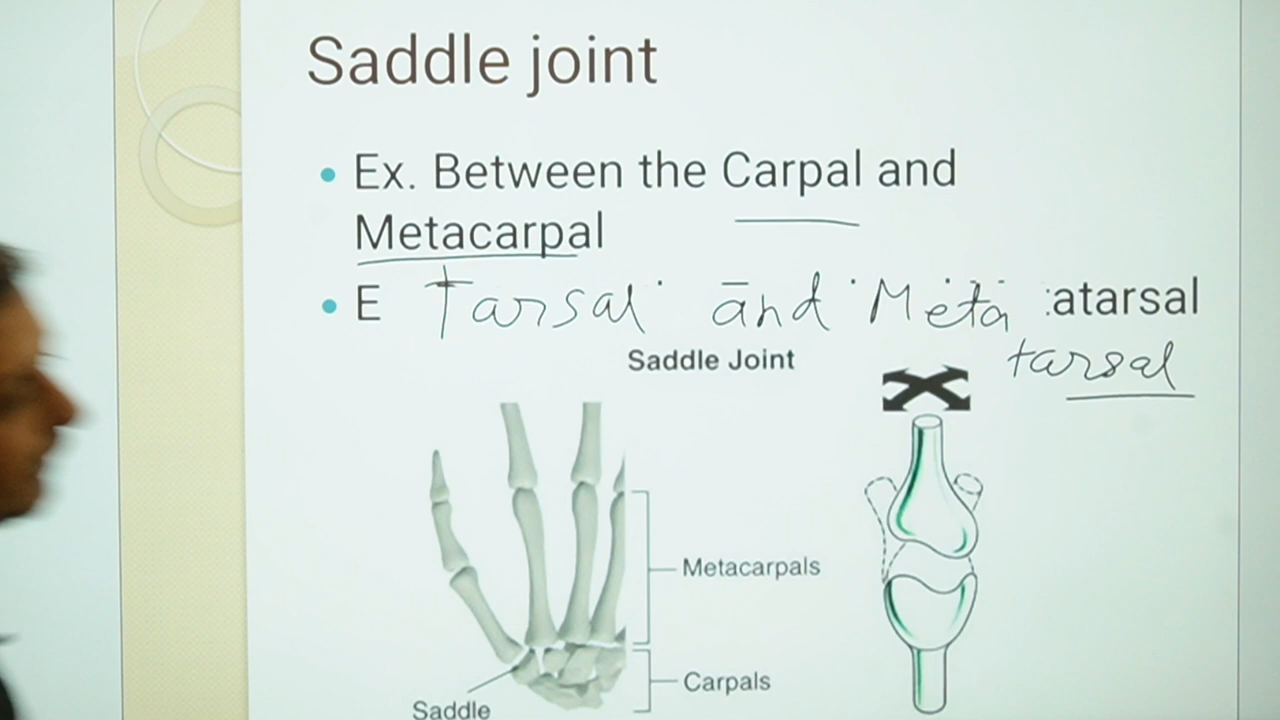 Saddle joint
• Ex. Between the Carpal and
Metacarpal
• E Tarsal and Meta :atarsal
tarsal
Saddle Joint
Metacarpals
Carpals
Saddle